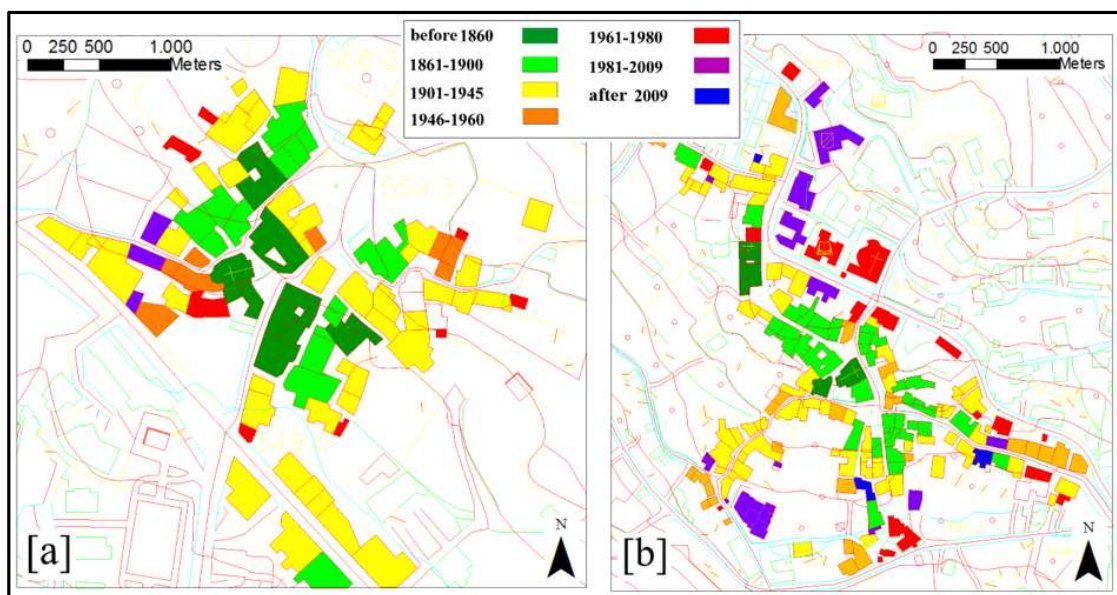 0 250 500 1.000
Meters
before 1860
1861-1900
1901-1945
1946-1960
1961-1980
1981-2009
after 2009
0 250 500 1.000
Meters
N
[a]
N
[b]